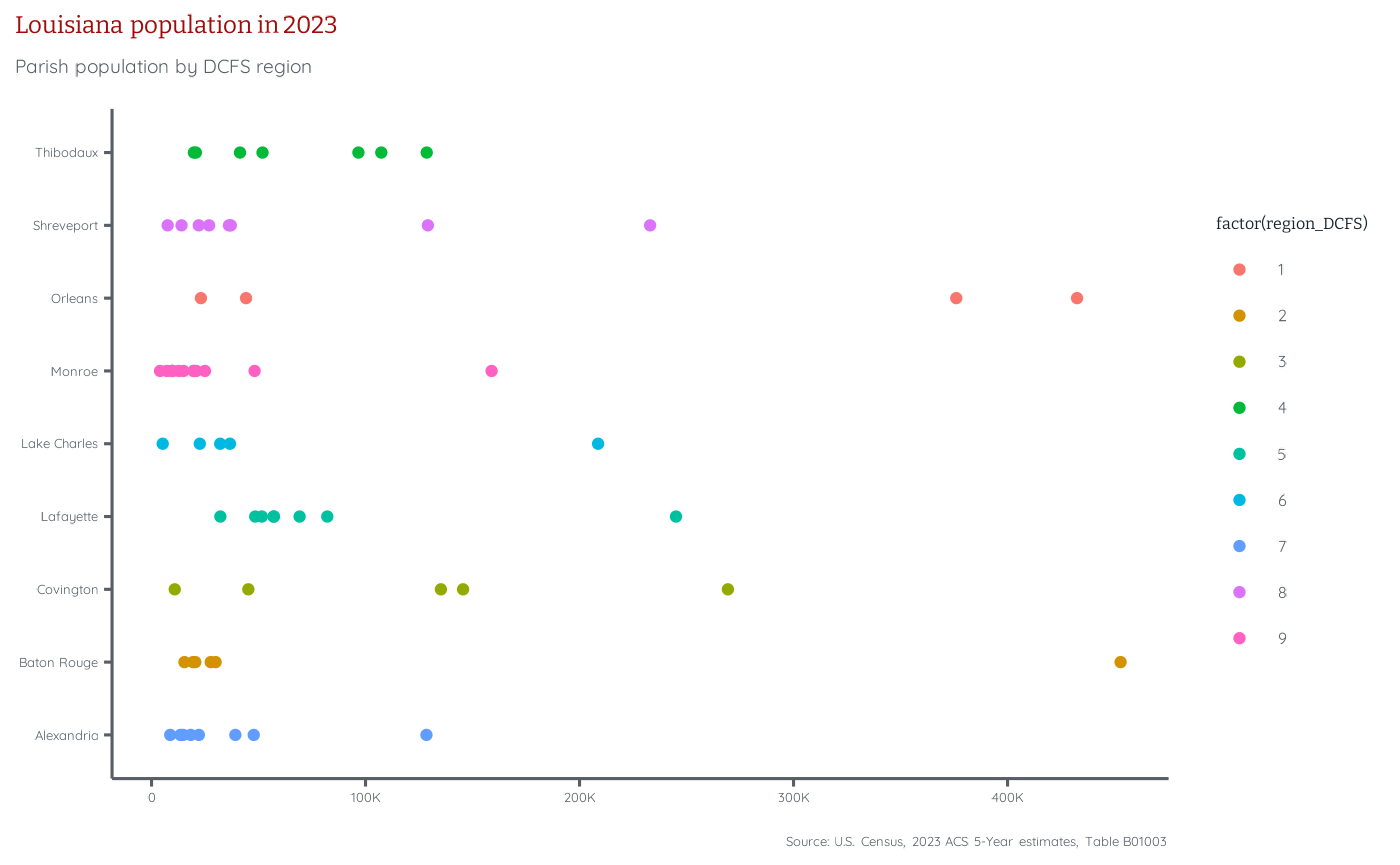 Louisiana population in 2023
Parish population by DCFS region
Thibodaux
Shreveport
Orleans
Monroe
Lake Charles
Lafayette
Covington
Baton Rouge
Alexandria
0
100K
200K
300K
400K
factor(region_DCFS)
1
2
3
4
5
6
7
8
9
Source: U.S. Census, 2023 ACS 5-Year estimates, Table B01003